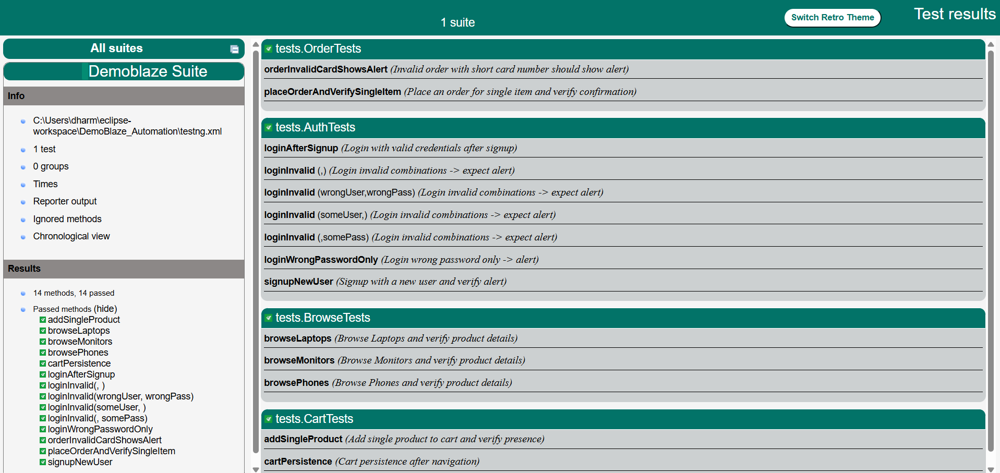 1 suite
Switch Retro Theme
Test results
All suites
Demoblaze Suite
Info
C:\Users\dharm\eclipse-
workspace\DemoBlaze_Automation\testng.xml
1 test
0 groups
Times
Reporter output
Ignored methods
Chronological view
Results
14 methods, 14 passed
Passed methods (hide)
addSingleProduct
browseLaptops
browseMonitors
browsePhones
cartPersistence
loginAfterSignup
loginInvalid(, )
loginInvalid(wrongUser, wrongPass)
loginInvalid(someUser, )
loginInvalid(, somePass)
loginWrongPasswordOnly
orderInvalidCardShowsAlert
placeOrderAndVerifySingleItem
signupNewUser
tests.OrderTests
orderInvalidCardShowsAlert (Invalid order with short card number should show alert)
placeOrderAndVerifySingleItem (Place an order for single item and verify confirmation)
tests.AuthTests
loginAfterSignup (Login with valid credentials after signup)
loginInvalid (,) (Login invalid combinations -> expect alert)
loginInvalid (wrongUser,wrongPass) (Login invalid combinations -> expect alert)
loginInvalid (someUser,) (Login invalid combinations -> expect alert)
loginInvalid (,somePass) (Login invalid combinations -> expect alert)
loginWrongPasswordOnly (Login wrong password only -> alert)
signupNewUser (Signup with a new user and verify alert)
tests.BrowseTests
browseLaptops (Browse Laptops and verify product details)
browseMonitors (Browse Monitors and verify product details)
browsePhones (Browse Phones and verify product details)
tests.CartTests
addSingleProduct (Add single product to cart and verify presence)
cartPersistence (Cart persistence after navigation)